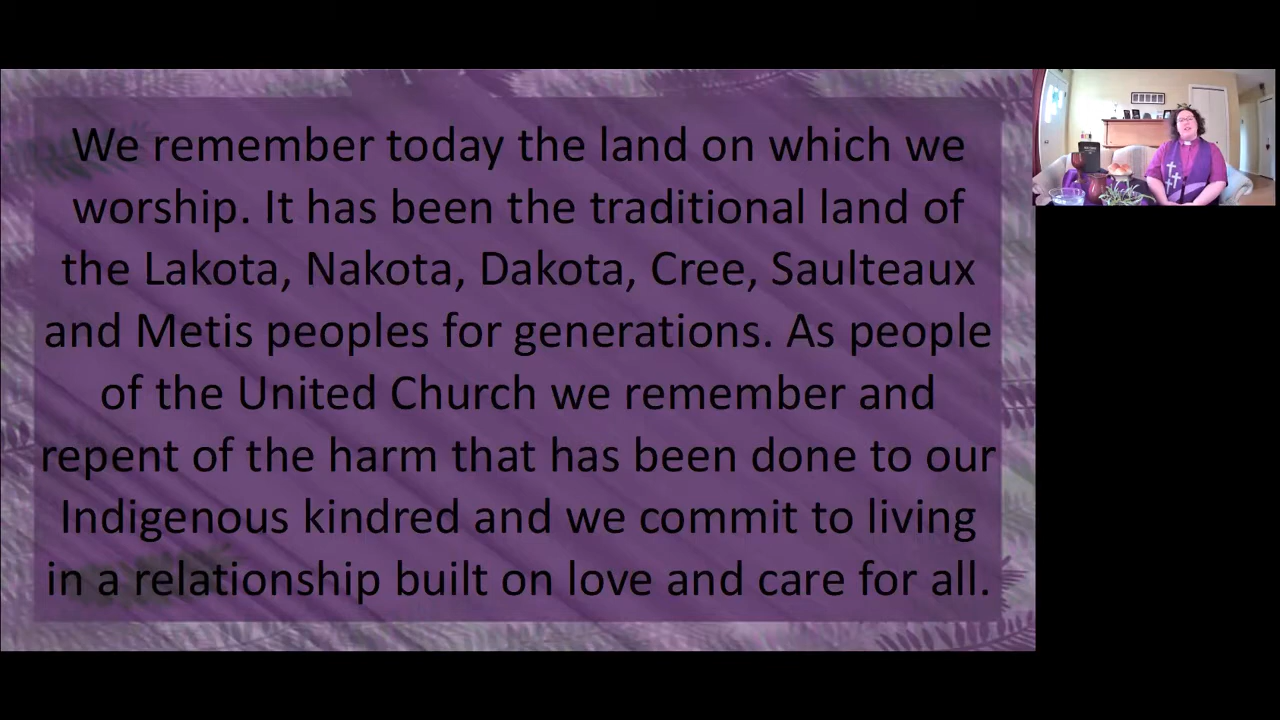 We remember today the land on which we
worship. It has been the traditional land of
the Lakota, Nakota, Dakota, Cree, Saulteaux
and Metis peoples for generations. As people
of the United Church we remember and
repent of the harm that has been done to our
Indigenous kindred and we commit to living
in a relationship built on love and care for all.